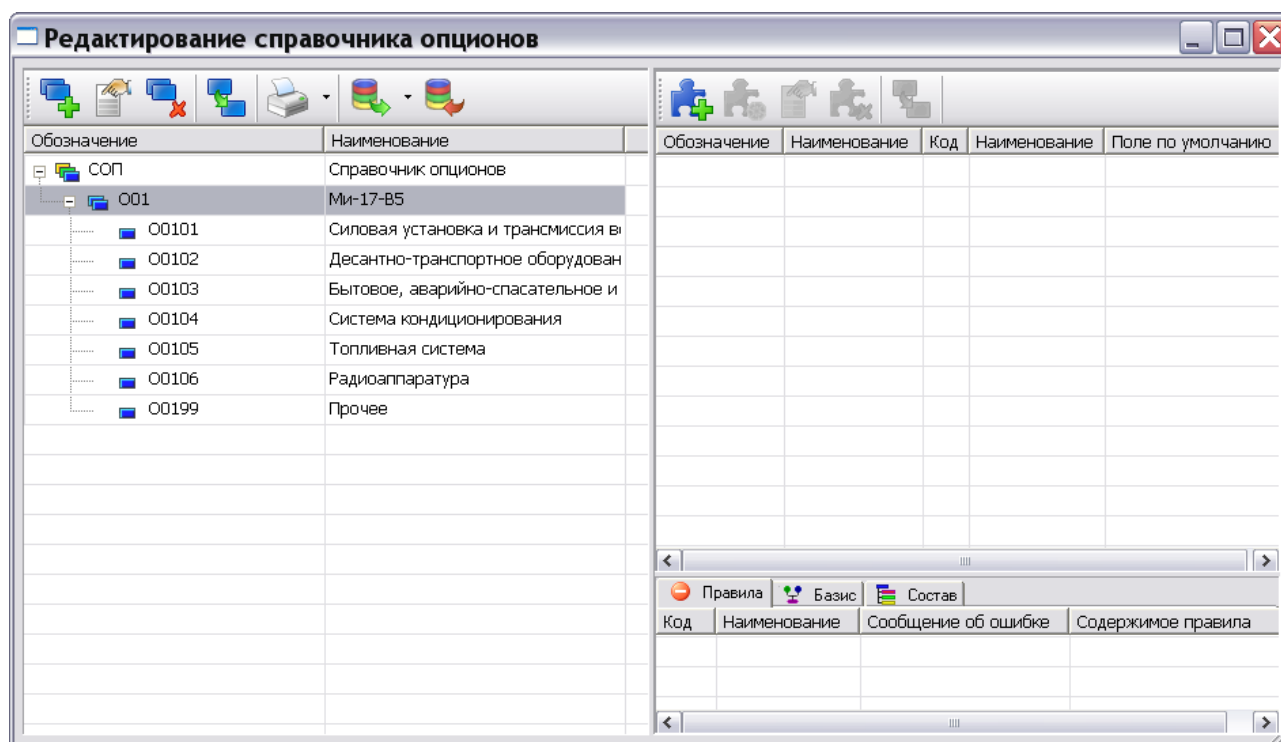 Редактирование справочника опционов
Обозначение Наименование
СОП Справочник опционов
О01 Ми-17-В5
О0101 Силовая установка и трансмиссия в
О0102 Десантно-транспортное оборудован
О0103 Бытовое, аварийно-спасательное и
О0104 Система кондиционирования
О0105 Топливная система
О0106 Радиоаппаратура
О0199 Прочее
Обозначение Наименование Код Наименование Поле по умолчанию
Правила Базис Состав
Код Наименование Сообщение об ошибке Содержимое правила